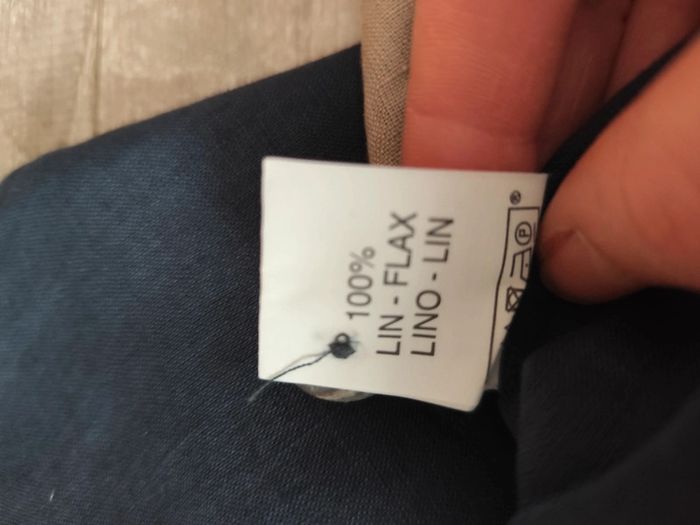 100%
LIN - FLAX
LINO - LIN
P
®